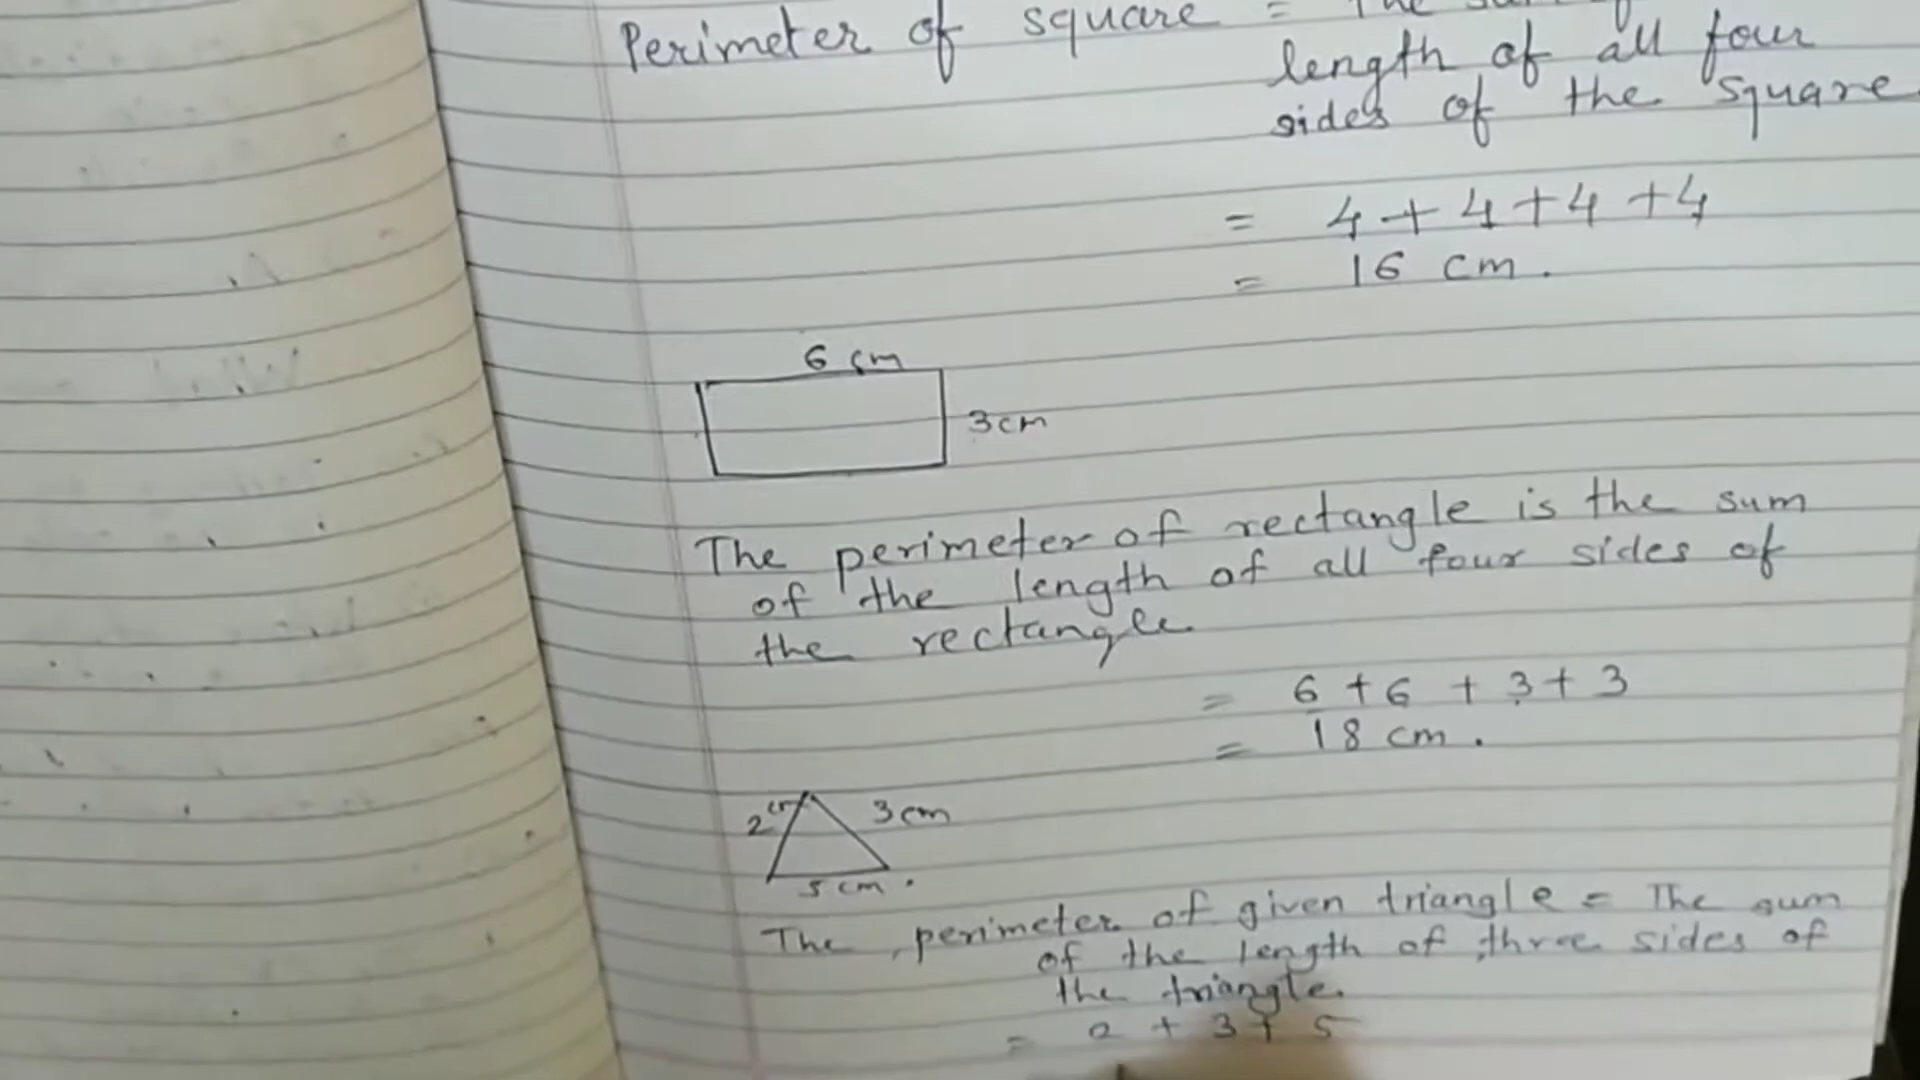 Perimeter of square = The
length of all four
sides of the square
= 4 + 4 + 4 + 4
= 16 cm.
6 cm
3cm
The perimeter of rectangle is the sum
of the length of all four sides of
the rectangle
= 6 + 6 + 3 + 3
= 18 cm.
2 cm 3 cm
5 cm.
The perimeter of given triangle = The sum
of the length of three sides of
the triangle.
= 2 + 3 + 5